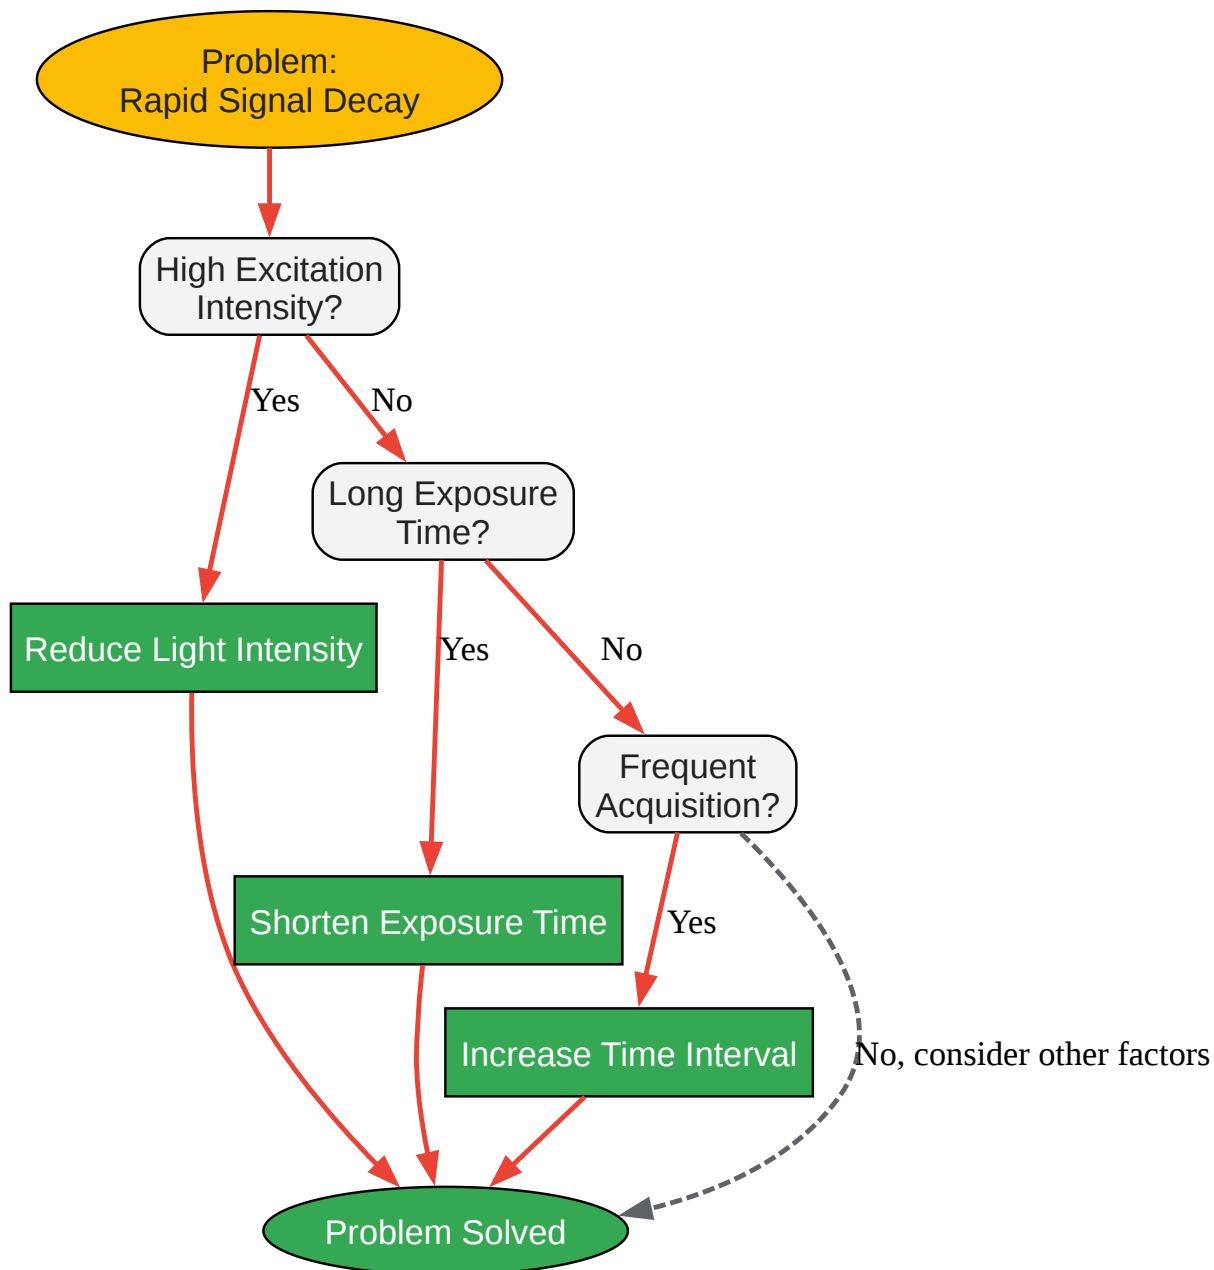 Problem:
Rapid Signal Decay
High Excitation
Intensity?
Yes
No
Long Exposure
Time?
Reduce Light Intensity
Yes
No
Frequent
Acquisition?
Shorten Exposure Time
Yes
Increase Time Interval
No, consider other factors
Problem Solved